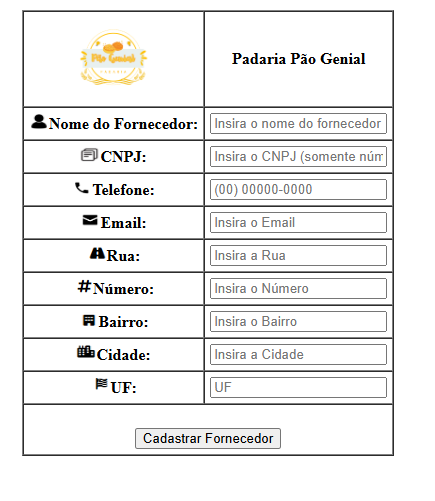 Pão Genial
PADARIA
Padaria Pão Genial
Nome do Fornecedor: Insira o nome do fornecedor
CNPJ: Insira o CNPJ (somente núm
Telefone: (00) 00000-0000
Email: Insira o Email
Rua: Insira a Rua
Número: Insira o Número
Bairro: Insira o Bairro
Cidade: Insira a Cidade
UF: UF
Cadastrar Fornecedor